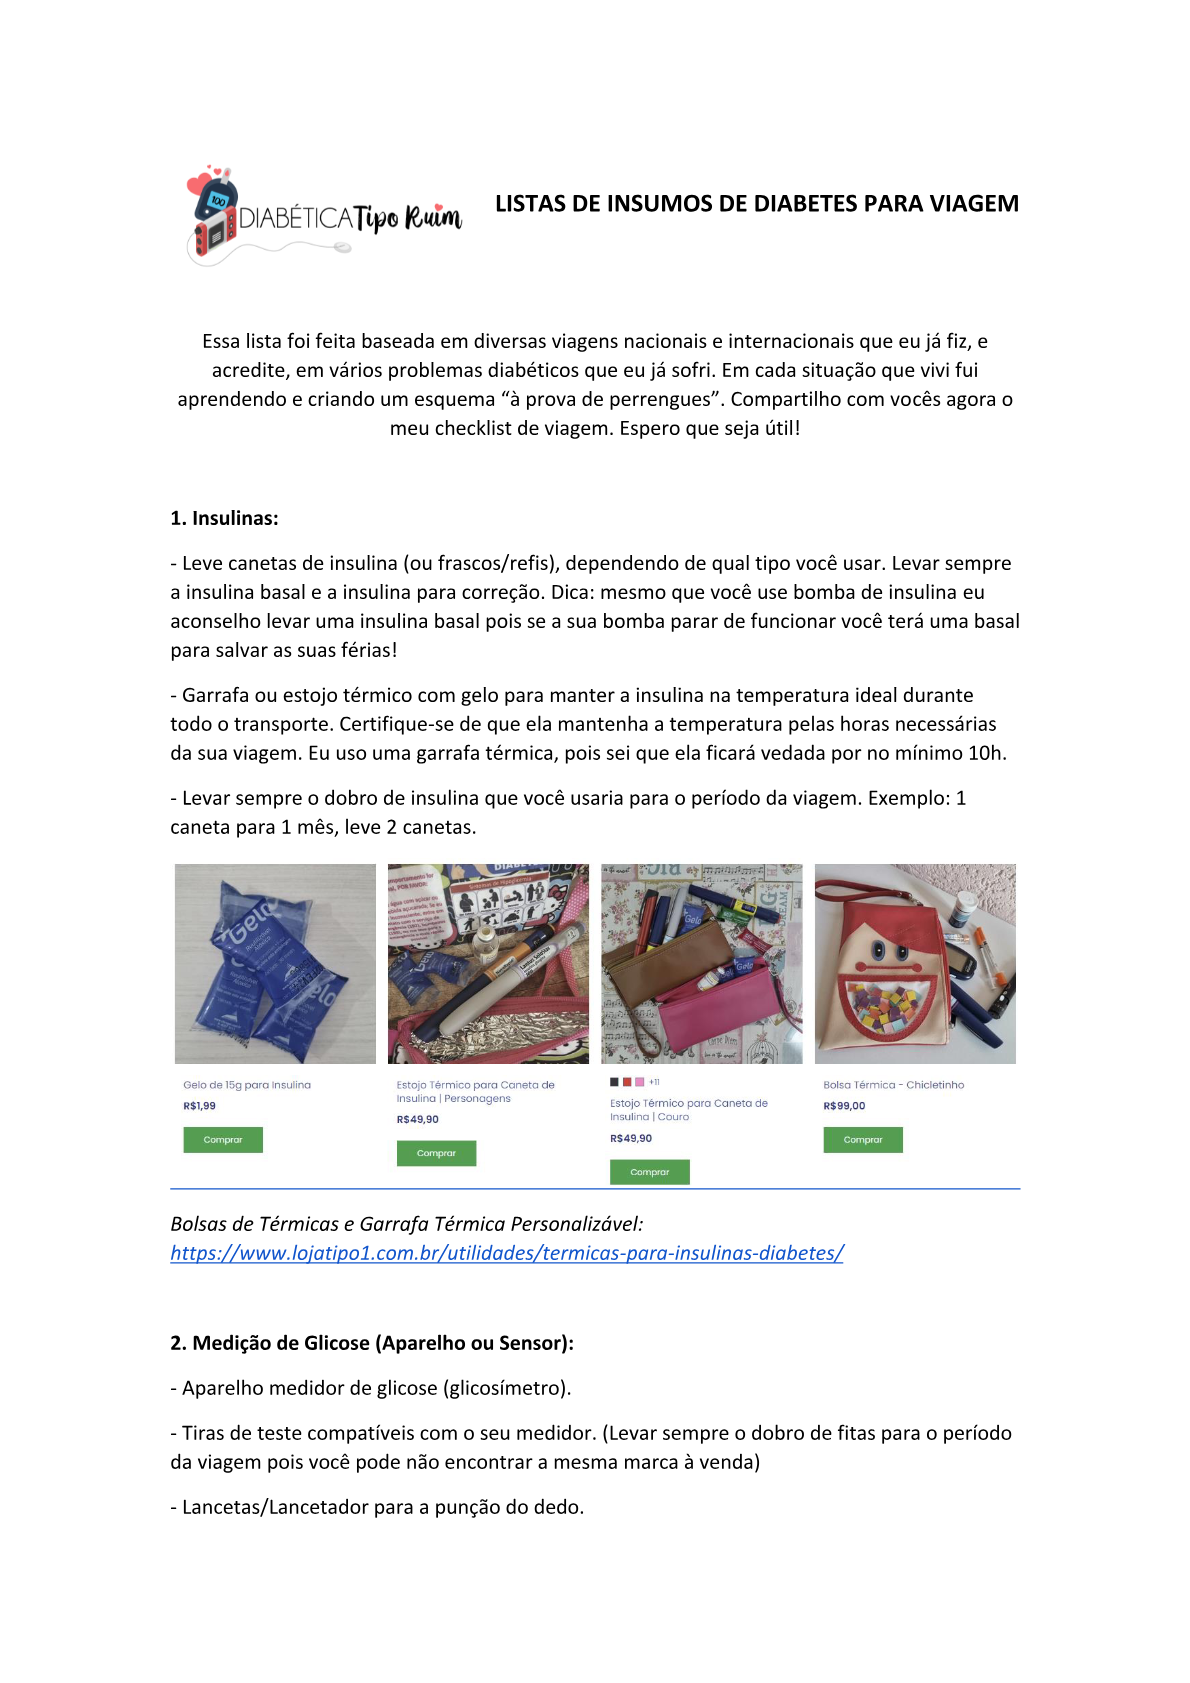 100
DIABÉTICA Tipo Ruim
LISTAS DE INSUMOS DE DIABETES PARA VIAGEM
Essa lista foi feita baseada em diversas viagens nacionais e internacionais que eu já fiz, e
acredite, em vários problemas diabéticos que eu já sofri. Em cada situação que vivi fui
aprendendo e criando um esquema “à prova de perrengues”. Compartilho com vocês agora o
meu checklist de viagem. Espero que seja útil!
1. Insulinas:
- Leve canetas de insulina (ou frascos/refis), dependendo de qual tipo você usar. Levar sempre
a insulina basal e a insulina para correção. Dica: mesmo que você use bomba de insulina eu
aconselho levar uma insulina basal pois se a sua bomba parar de funcionar você terá uma basal
para salvar as suas férias!
- Garrafa ou estojo térmico com gelo para manter a insulina na temperatura ideal durante
todo o transporte. Certifique-se de que ela mantenha a temperatura pelas horas necessárias
da sua viagem. Eu uso uma garrafa térmica, pois sei que ela ficará vedada por no mínimo 10h.
- Levar sempre o dobro de insulina que você usaria para o período da viagem. Exemplo: 1
caneta para 1 mês, leve 2 canetas.
Gelo
Gelo
Gelo
POR FAVOR:
Gelo
Gelo
Gelo de 15g para Insulina
R$1,99
Comprar
Estojo Térmico para Caneta de
Insulina | Personagens
R$49,90
Comprar
+11
Estojo Térmico para Caneta de
Insulina | Couro
R$49,90
Comprar
Bolsa Térmica - Chicletinho
R$99,00
Comprar
Bolsas de Térmicas e Garrafa Térmica Personalizável:
https://www.lojatipo1.com.br/utilidades/termicas-para-insulinas-diabetes/
2. Medição de Glicose (Aparelho ou Sensor):
- Aparelho medidor de glicose (glicosímetro).
- Tiras de teste compatíveis com o seu medidor. (Levar sempre o dobro de fitas para o período
da viagem pois você pode não encontrar a mesma marca à venda)
- Lancetas/Lancetador para a punção do dedo.